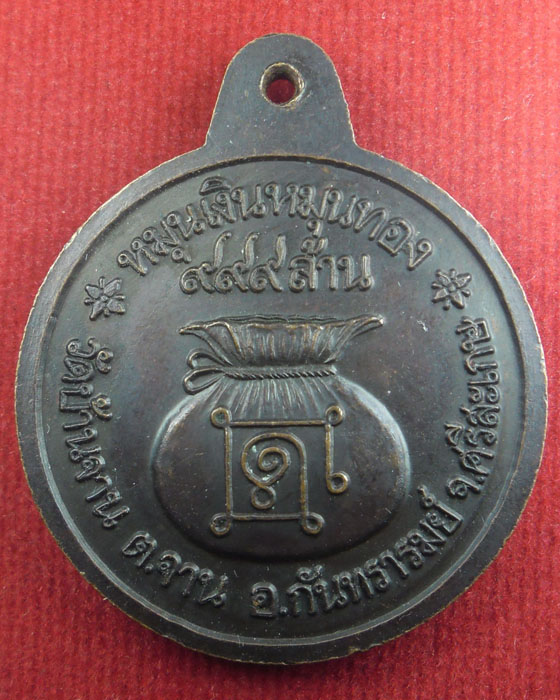 หมุนเงินหมุนทอง
๙๙๙ล้าน
วัดบ้านจาน ต.จาน อ.กันทรารมย์ จ.ศรีสะเกษ